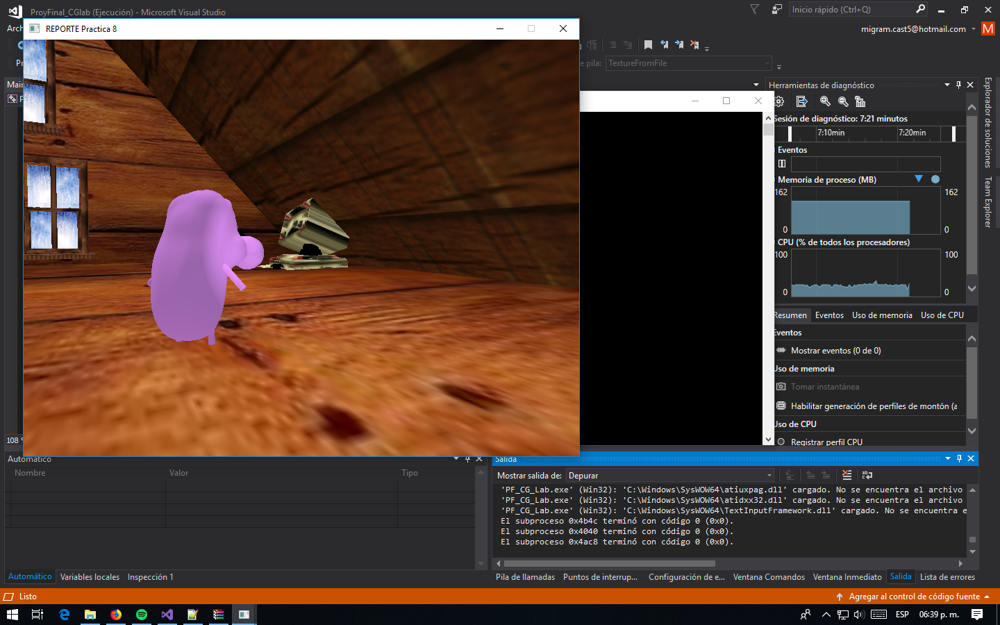 ProyFinal_CGlab (Ejecución) - Microsoft Visual Studio
Inicio rápido (Ctrl+Q)
REPORTE Practica 8
migram.cast5@hotmail.com
M
de pila:
TextureFromFile
Herramientas de diagnóstico
Sesión de diagnóstico: 7:21 minutos
7:10min
7:20min
Eventos
Memoria de proceso (MB)
162
162
0
0
CPU (% de todos los procesadores)
100
100
0
0
Resumen
Eventos
Uso de memoria
Uso de CPU
Eventos
Mostrar eventos (0 de 0)
Uso de memoria
Tomar instantánea
Habilitar generación de perfiles de montón (a
Uso de CPU
Registrar perfil CPU
Explorador de soluciones
Team Explorer
108 %
Automático
Nombre
Valor
Tipo
Automático
Variables locales
Inspección 1
Salida
Mostrar salida de:
Depurar
'PF_CG_Lab.exe' (Win32): 'C:\Windows\SysWOW64\atiuxpag.dll' cargado. No se encuentra el archivo
'PF_CG_Lab.exe' (Win32): 'C:\Windows\SysWOW64\atidxx32.dll' cargado. No se encuentra el archivo
'PF_CG_Lab.exe' (Win32): 'C:\Windows\SysWOW64\TextInputFramework.dll' cargado. No se encuentra e
El subproceso 0x4b4c terminó con código 0 (0x0).
El subproceso 0x4040 terminó con código 0 (0x0).
El subproceso 0x4ac8 terminó con código 0 (0x0).
Pila de llamadas
Puntos de interrup...
Configuración de e...
Ventana Comandos
Ventana Inmediato
Salida
Lista de errores
Listo
Agregar al control de código fuente
ESP
06:39 p. m.